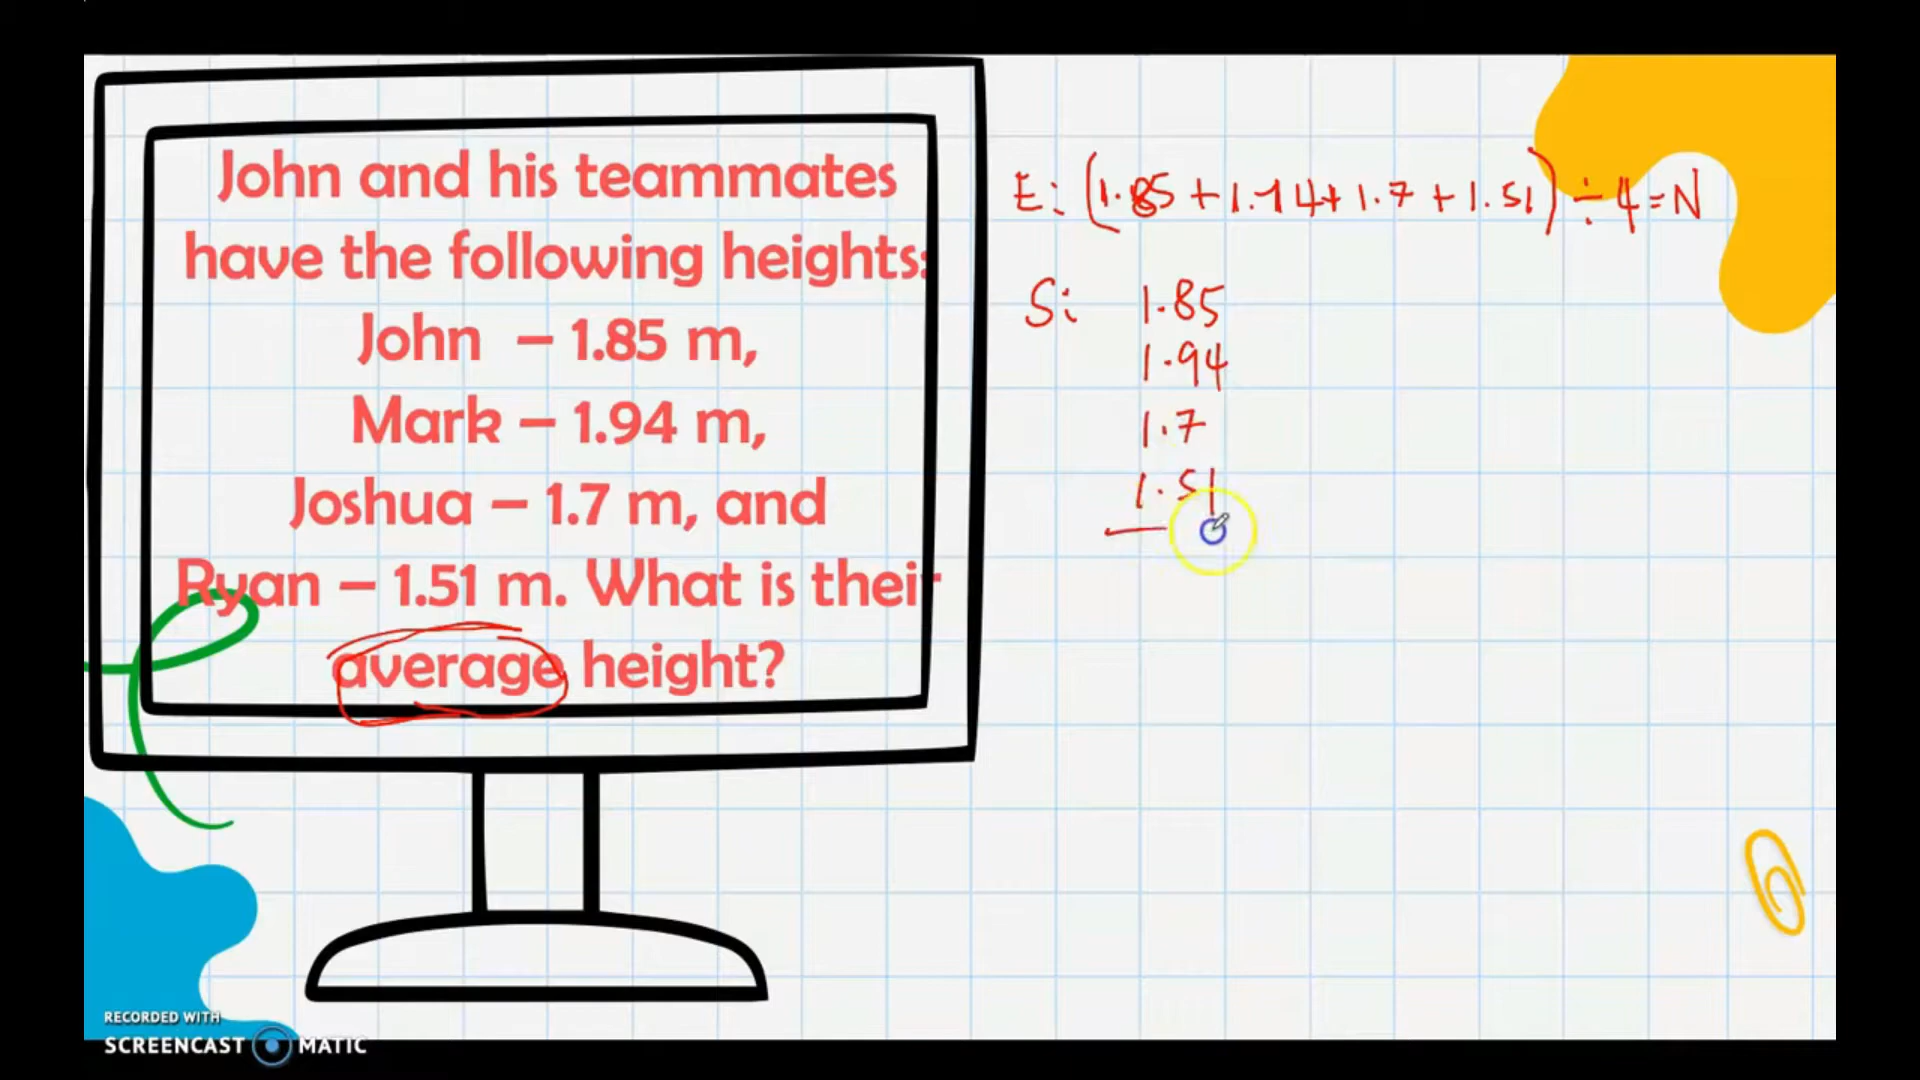 John and his teammates
have the following heights:
John – 1.85 m,
Mark – 1.94 m,
Joshua – 1.7 m, and
Ryan – 1.51 m. What is their
average height?
E: (1.85 + 1.94 + 1.7 + 1.51) ÷ 4 = N
S: 1.85
1.94
1.7
1.51
RECORDED WITH
SCREENCAST MATIC